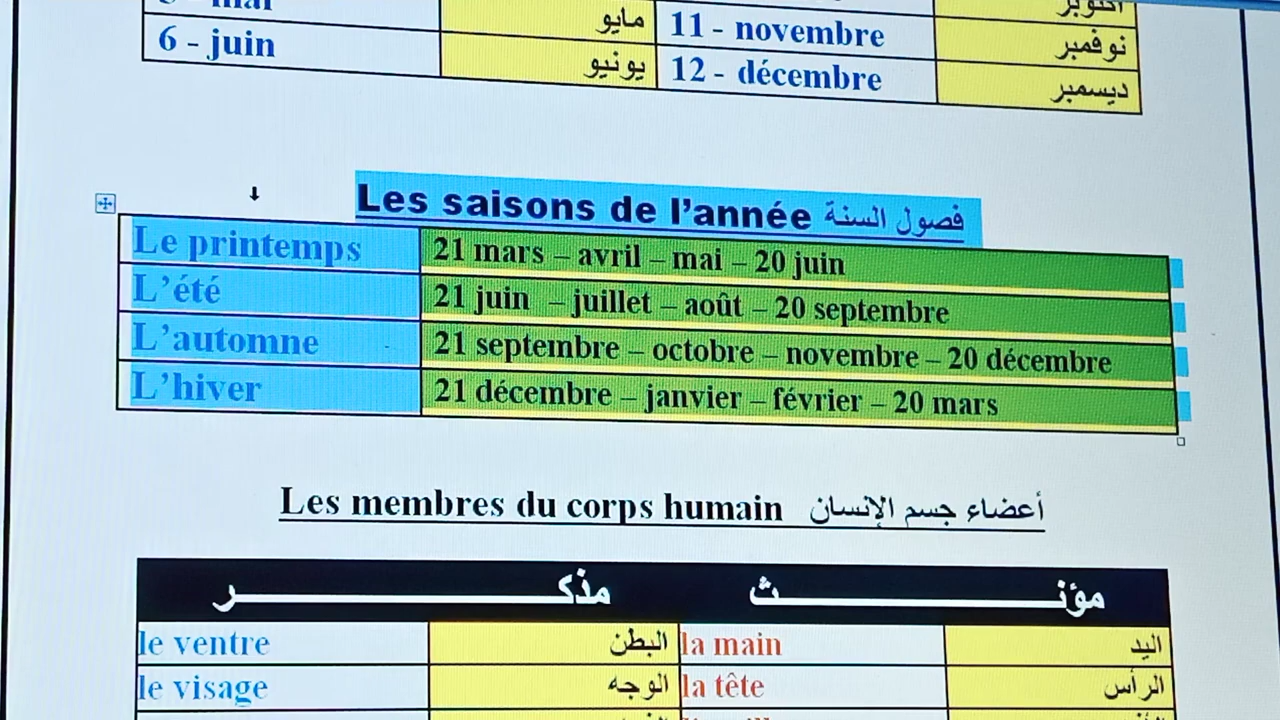 مايو 11 - novembre نوفمبر
6 - juin يونيو 12 - décembre ديسمبر
Les saisons de l’année فصول السنة
Le printemps 21 mars – avril – mai – 20 juin
L’été 21 juin – juillet – août – 20 septembre
L’automne 21 septembre – octobre – novembre – 20 décembre
L’hiver 21 décembre – janvier – février – 20 mars
Les membres du corps humain أعضاء جسم الإنسان
مذكـــــــــــــــــر مؤنـــــــــــــــــث
le ventre البطن la main اليد
le visage الوجه la tête الرأس